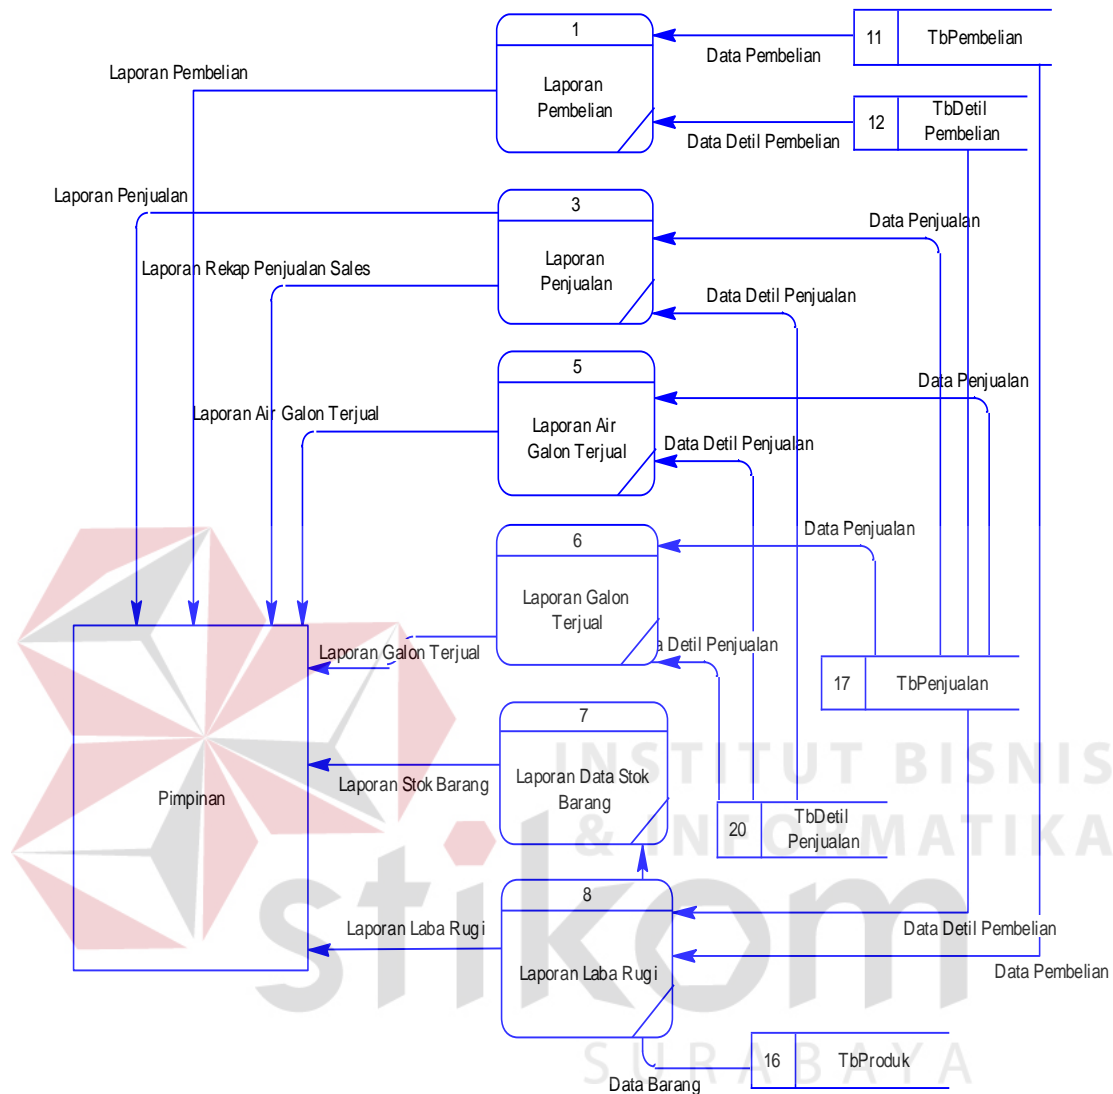 1
11
TbPembelian
Data Pembelian
Laporan Pembelian
Laporan
Pembelian
12
TbDetil
Pembelian
Data Detil Pembelian
Laporan Penjualan
3
Data Penjualan
Laporan
Penjualan
Laporan Rekap Penjualan Sales
Data Detil Penjualan
5
Data Penjualan
Laporan Air Galon Terjual
Laporan Air
Galon Terjual
Data Detil Penjualan
6
Data Penjualan
Laporan Galon
Terjual
Laporan Galon Terjual
a Detil Penjualan
17
TbPenjualan
7
Laporan Stok Barang
Laporan Data Stok
Barang
Pimpinan
INSTITUT BISNIS
& INFORMATIKA
20
TbDetil
Penjualan
stikom
8
Laporan Laba Rugi
Data Detil Pembelian
Laporan Laba Rugi
Data Pembelian
16
TbProduk
SURABAYA
Data Barang